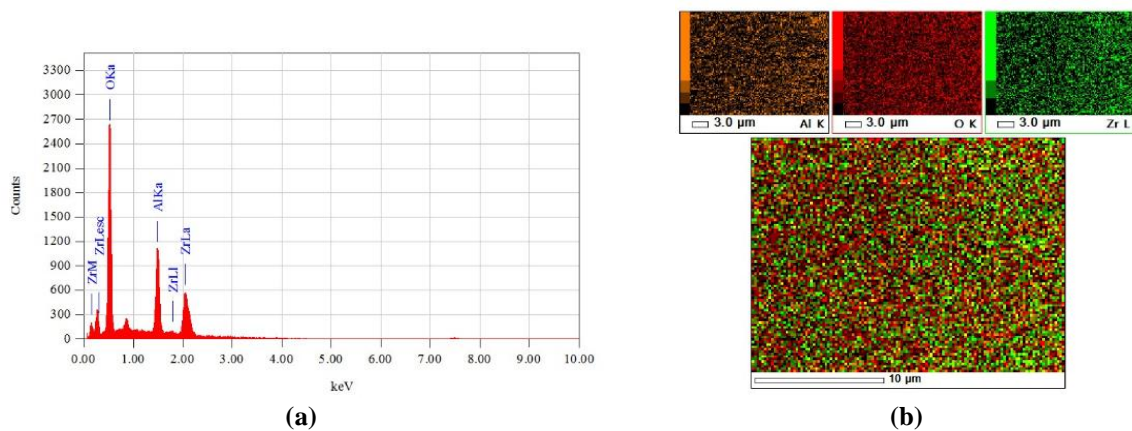 3300
3000
2700
2400
2100
1800
1500
1200
900
600
300
0
Counts
ZrM
ZrLesc
OKa
AlKa
ZrLl
ZrLa
0.00 1.00 2.00 3.00 4.00 5.00 6.00 7.00 8.00 9.00 10.00
keV
(a)
3.0 µm Al K
3.0 µm O K
3.0 µm Zr L
10 µm
(b)